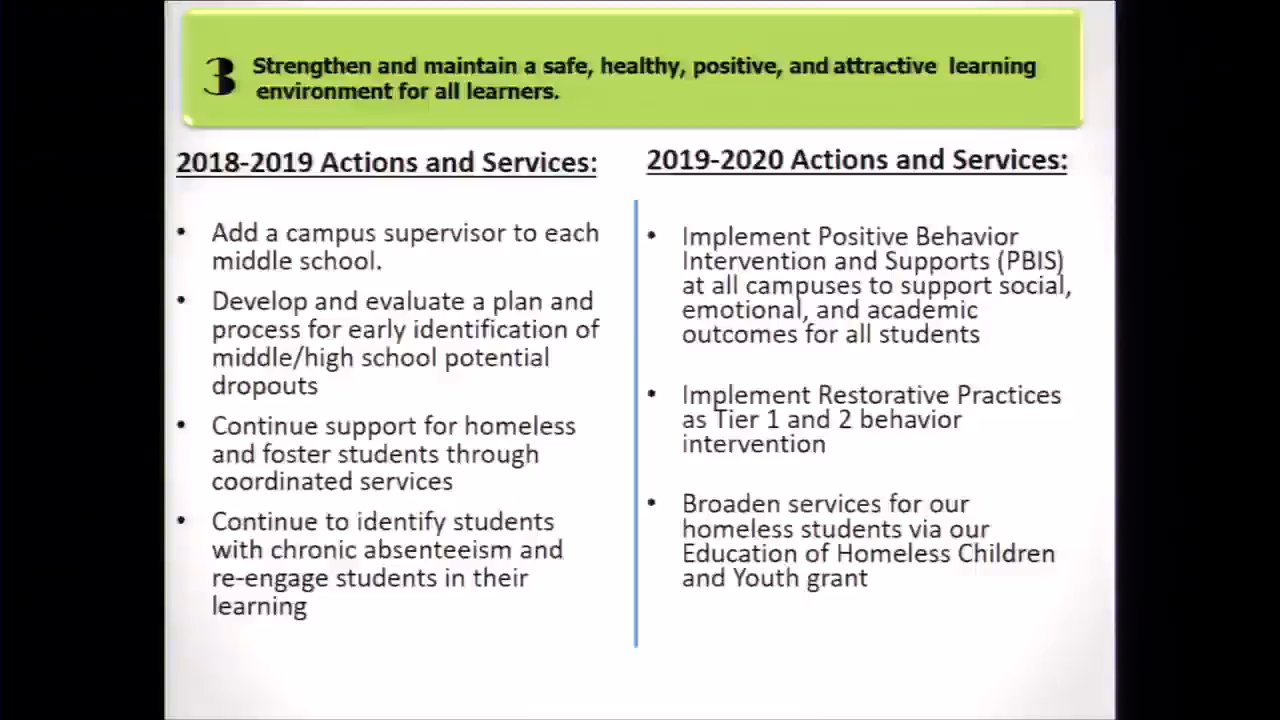 3 Strengthen and maintain a safe, healthy, positive, and attractive learning
environment for all learners.
2018-2019 Actions and Services:
• Add a campus supervisor to each
middle school.
• Develop and evaluate a plan and
process for early identification of
middle/high school potential
dropouts
• Continue support for homeless
and foster students through
coordinated services
• Continue to identify students
with chronic absenteeism and
re-engage students in their
learning
2019-2020 Actions and Services:
• Implement Positive Behavior
Intervention and Supports (PBIS)
at all campuses to support social,
emotional, and academic
outcomes for all students
• Implement Restorative Practices
as Tier 1 and 2 behavior
intervention
• Broaden services for our
homeless students via our
Education of Homeless Children
and Youth grant